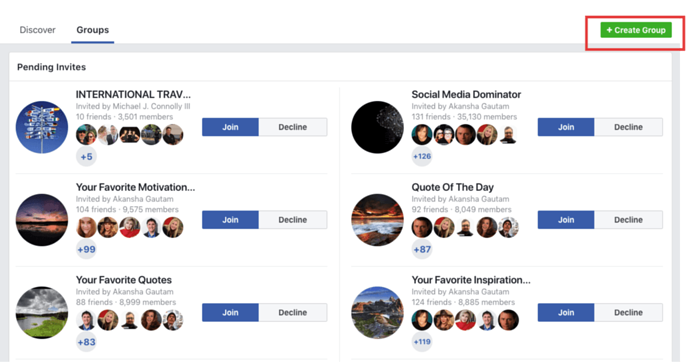 Discover Groups + Create Group
Pending Invites
INTERNATIONAL TRAV...
Invited by Michael J. Connolly III
10 friends · 3,501 members
Join Decline
+5
Social Media Dominator
Invited by Akansha Gautam
131 friends · 35,130 members
Join Decline
+126
Your Favorite Motivation...
Invited by Akansha Gautam
104 friends · 9,575 members
Join Decline
+99
Quote Of The Day
Invited by Akansha Gautam
92 friends · 8,049 members
Join Decline
+87
Your Favorite Quotes
Invited by Akansha Gautam
88 friends · 8,999 members
Join Decline
+83
Your Favorite Inspiration...
Invited by Akansha Gautam
124 friends · 8,885 members
Join Decline
+119